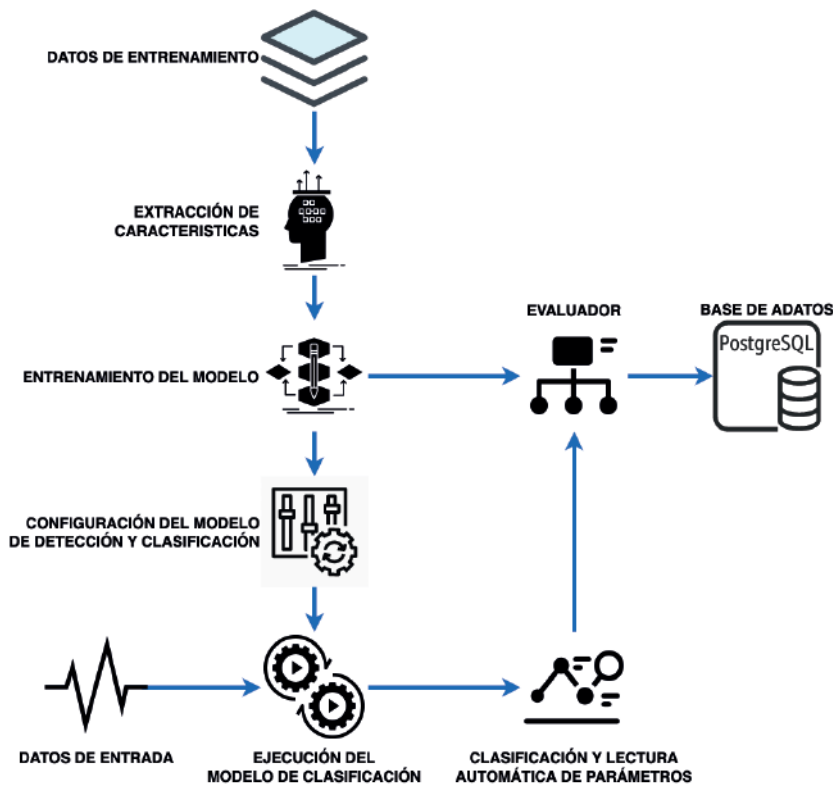 DATOS DE ENTRENAMIENTO
EXTRACCIÓN DE
CARACTERISTICAS
EVALUADOR
BASE DE ADATOS
PostgreSQL
ENTRENAMIENTO DEL MODELO
CONFIGURACIÓN DEL MODELO
DE DETECCIÓN Y CLASIFICACIÓN
DATOS DE ENTRADA
EJECUCIÓN DEL
MODELO DE CLASIFICACIÓN
CLASIFICACIÓN Y LECTURA
AUTOMÁTICA DE PARÁMETROS